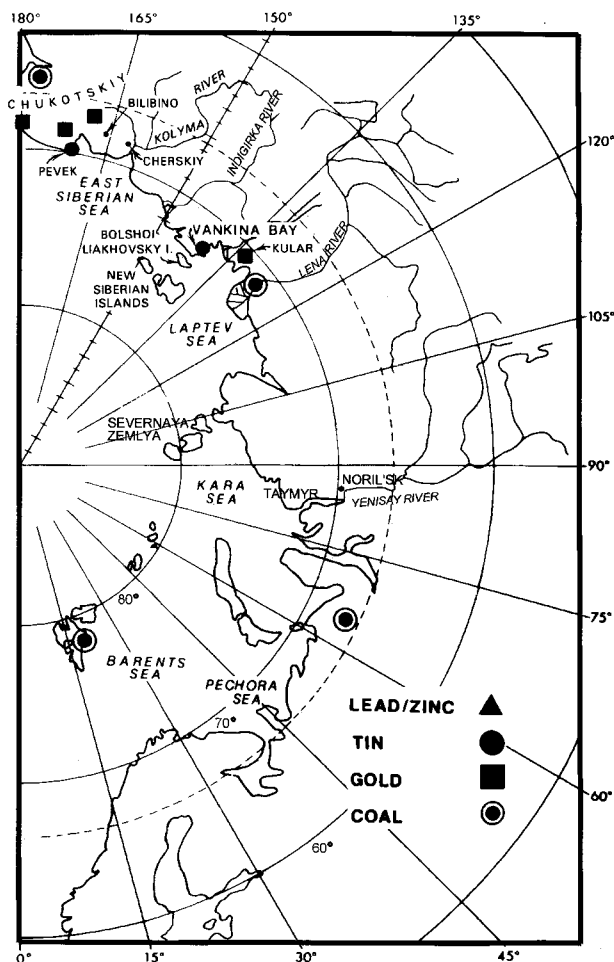 180°
165°
150°
135°
CHUKOTSKIY
BILIBINO
KOLYMA
RIVER
INDIGIRKA RIVER
CHERSKIY
PEVEK
120°
EAST
SIBERIAN
SEA
VANKINA BAY
BOLSHOI
LIAKHOVSKY I.
KULAR
LENA RIVER
NEW
SIBERIAN
ISLANDS
LAPTEV
SEA
105°
SEVERNAYA
ZEMLYA
90°
KARA
SEA
TAYMYR
NORIL'SK
YENISAY RIVER
80°
75°
BARENTS
SEA
PECHORA
SEA
70°
LEAD/ZINC
TIN
GOLD
COAL
60°
60°
0°
15°
30°
45°